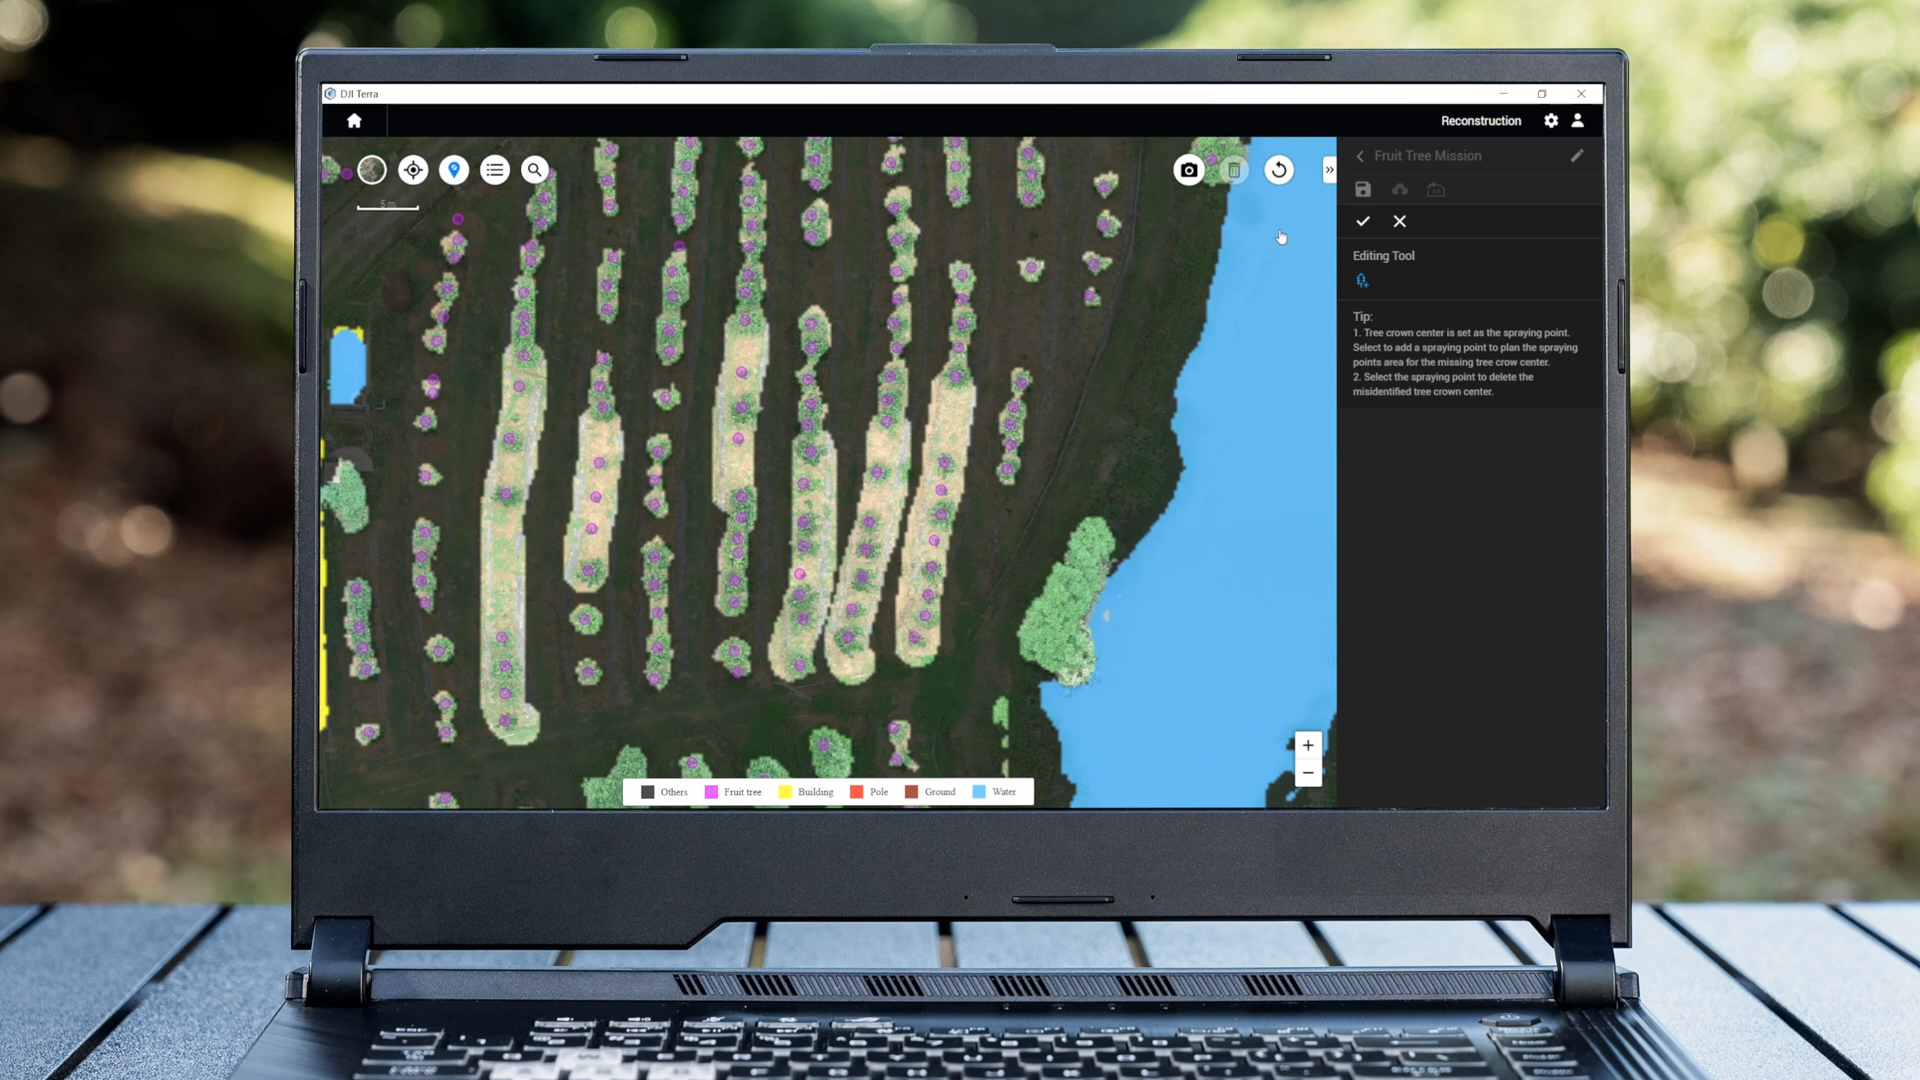 DJI Terra
Reconstruction
5 m
Fruit Tree Mission
Editing Tool
Tip:
1. Tree crown center is set as the spraying point.
Select to add a spraying point to plan the spraying
points area for the missing tree crow center.
2. Select the spraying point to delete the
misidentified tree crown center.
Others
Fruit tree
Building
Pole
Ground
Water